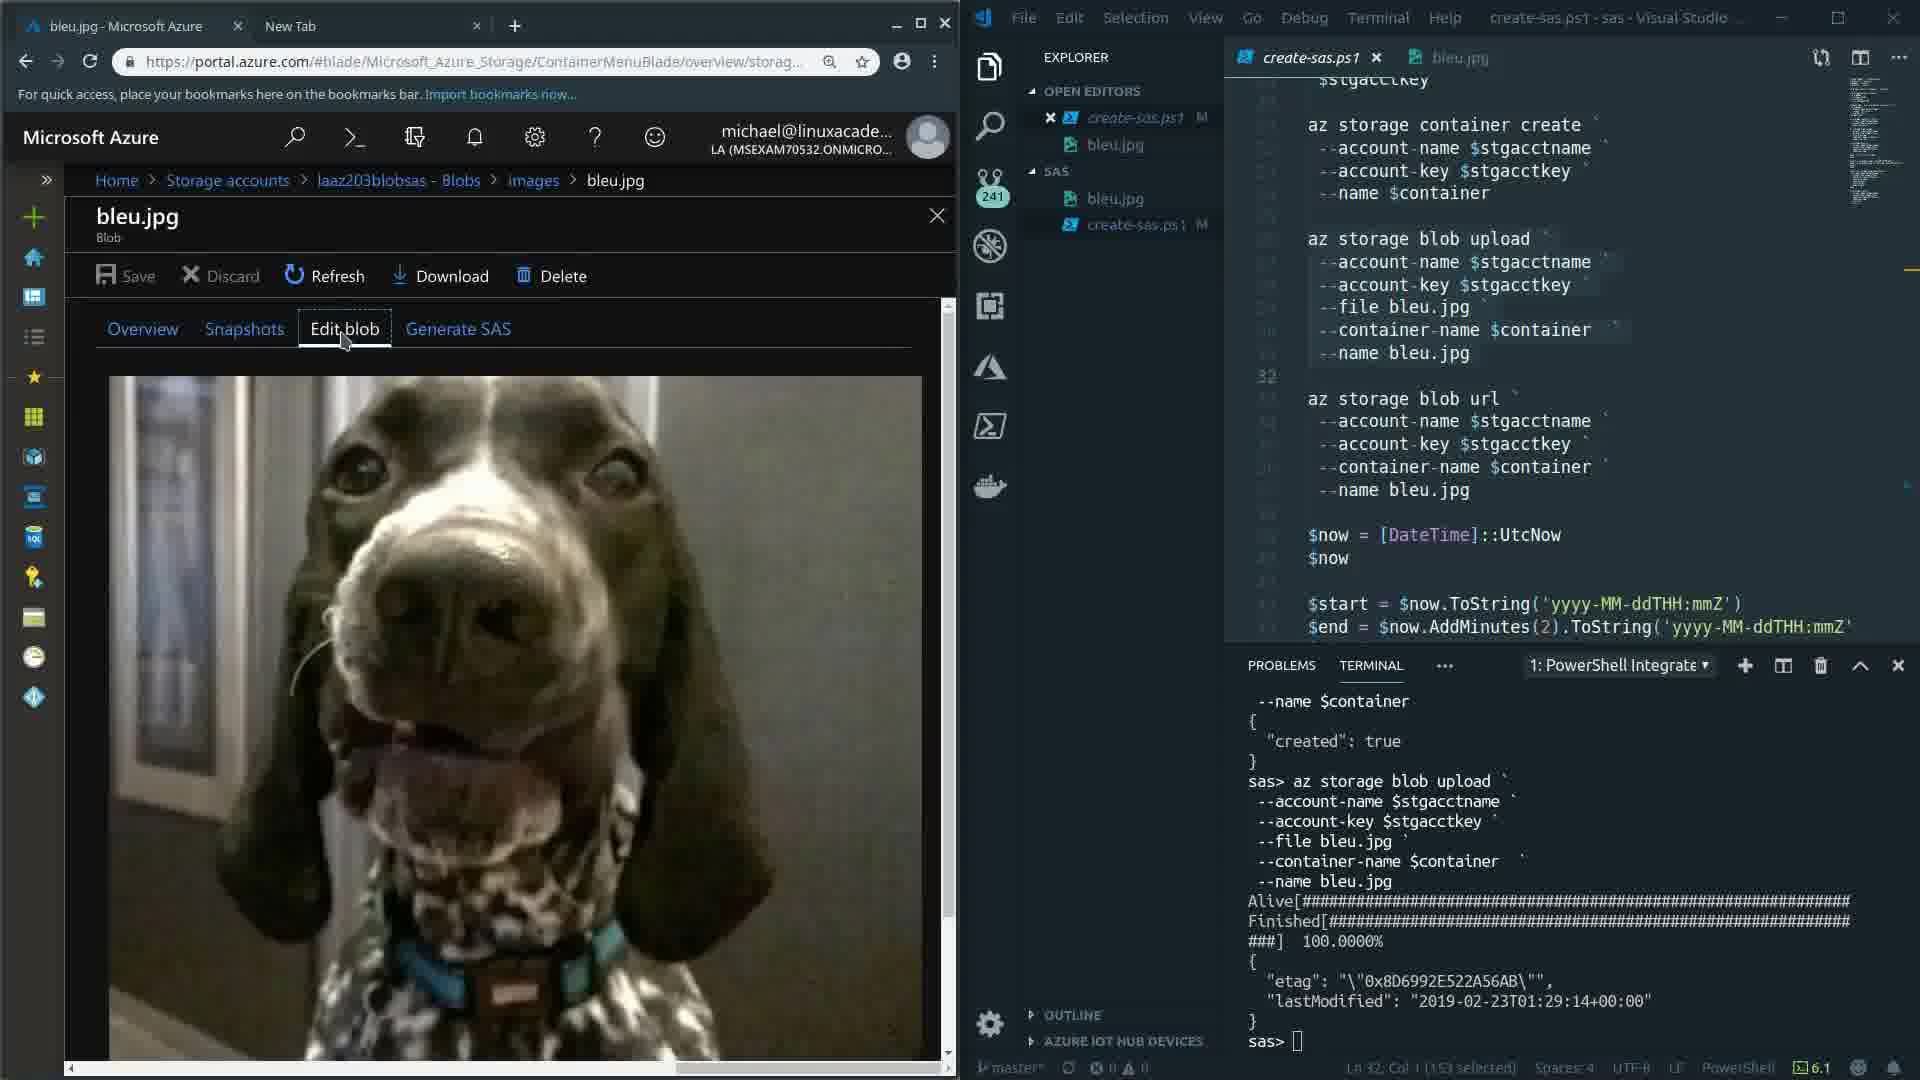 bleu.jpg - Microsoft Azure
New Tab
https://portal.azure.com/#blade/Microsoft_Azure_Storage/ContainerMenuBlade/overview/storag...
For quick access, place your bookmarks here on the bookmarks bar. Import bookmarks now...
Microsoft Azure
michael@linuxacade...
LA (MSEXAM70532.ONMICRO...
Home > Storage accounts > laaz203blobsas - Blobs > images > bleu.jpg
bleu.jpg
Blob
Save Discard Refresh Download Delete
Overview Snapshots Edit blob Generate SAS
SQL
File Edit Selection View Go Debug Terminal Help create-sas.ps1 - sas - Visual Studio ...
EXPLORER
OPEN EDITORS
create-sas.ps1 M
bleu.jpg
SAS
bleu.jpg
create-sas.ps1 M
241
OUTLINE
AZURE IOT HUB DEVICES
create-sas.ps1
bleu.jpg
$stgacctkey
az storage container create `
--account-name $stgacctname `
--account-key $stgacctkey `
--name $container
az storage blob upload `
--account-name $stgacctname `
--account-key $stgacctkey `
--file bleu.jpg `
--container-name $container  `
--name bleu.jpg
32
az storage blob url `
--account-name $stgacctname `
--account-key $stgacctkey `
--container-name $container `
--name bleu.jpg
$now = [DateTime]::UtcNow
$now
$start = $now.ToString('yyyy-MM-ddTHH:mmZ')
$end = $now.AddMinutes(2).ToString('yyyy-MM-ddTHH:mmZ'
PROBLEMS TERMINAL ... 1: PowerShell Integrate
--name $container
{
"created": true
}
sas> az storage blob upload `
--account-name $stgacctname `
--account-key $stgacctkey `
--file bleu.jpg `
--container-name $container  `
--name bleu.jpg
Alive[#############################################################
Finished[##########################################################
###]  100.0000%
{
"etag": "\"0x8D6992E522A56AB\"",
"lastModified": "2019-02-23T01:29:14+00:00"
}
sas>
master* 0 0 Ln 32, Col 1 (153 selected) Spaces: 4 UTF-8 LF PowerShell 6.1